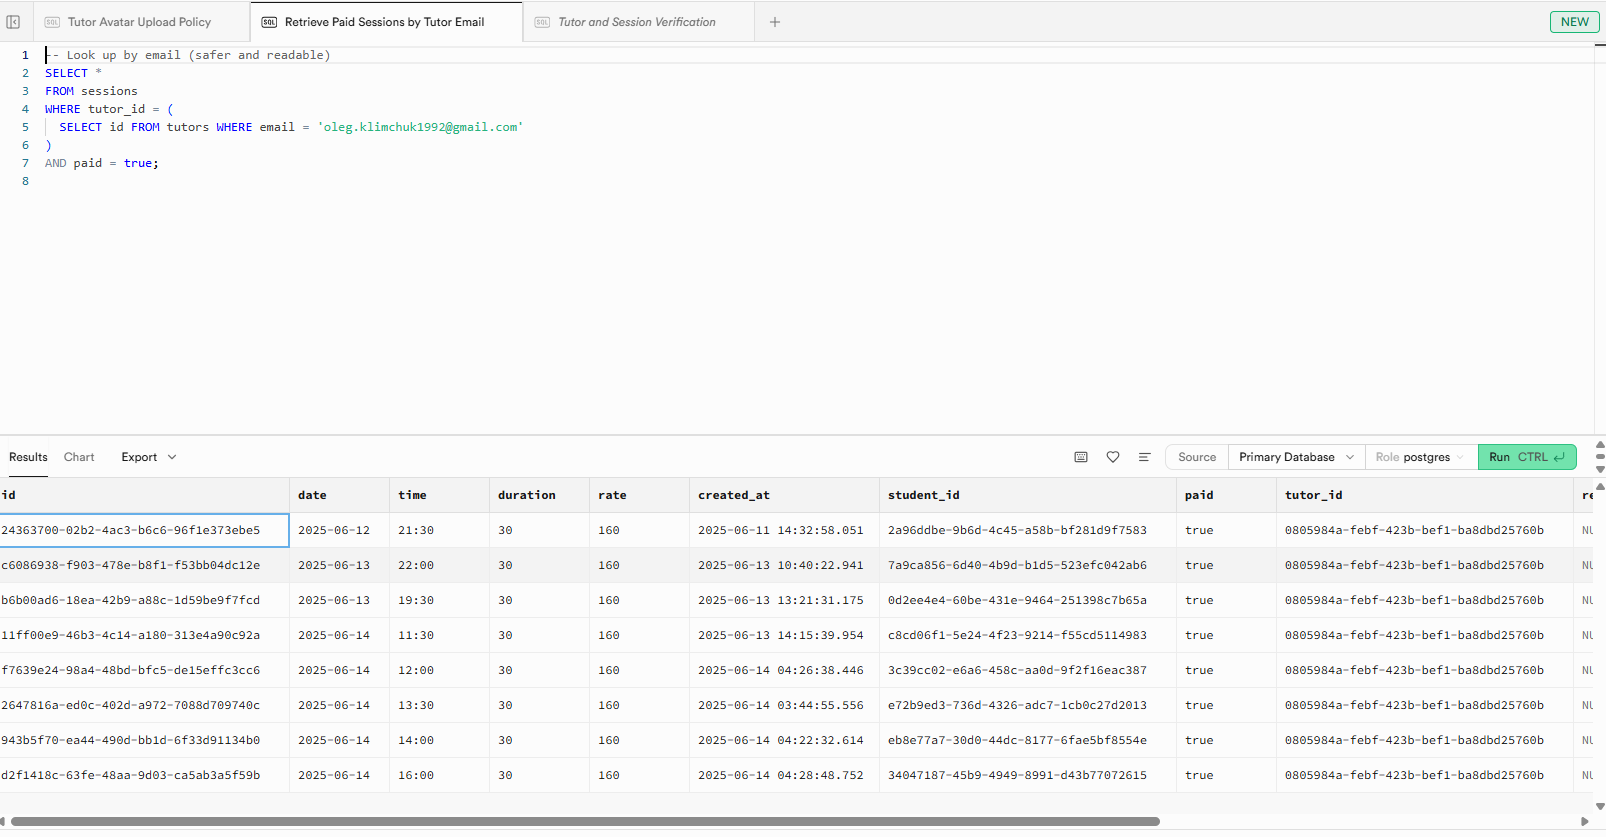 SQL Tutor Avatar Upload Policy SQL Retrieve Paid Sessions by Tutor Email SQL Tutor and Session Verification + NEW
1 -- Look up by email (safer and readable)
2 SELECT *
3 FROM sessions
4 WHERE tutor_id = (
5 SELECT id FROM tutors WHERE email = 'oleg.klimchuk1992@gmail.com'
6 )
7 AND paid = true;
8
Results Chart Export Source Primary Database Role postgres Run CTRL
id date time duration rate created_at student_id paid tutor_id re
24363700-02b2-4ac3-b6c6-96f1e373ebe5 2025-06-12 21:30 30 160 2025-06-11 14:32:58.051 2a96ddbe-9b6d-4c45-a58b-bf281d9f7583 true 0805984a-febf-423b-bef1-ba8dbd25760b NU
c6086938-f903-478e-b8f1-f53bb04dc12e 2025-06-13 22:00 30 160 2025-06-13 10:40:22.941 7a9ca856-6d40-4b9d-b1d5-523efc042ab6 true 0805984a-febf-423b-bef1-ba8dbd25760b NU
b6b00ad6-18ea-42b9-a88c-1d59be9f7fcd 2025-06-13 19:30 30 160 2025-06-13 13:21:31.175 0d2ee4e4-60be-431e-9464-251398c7b65a true 0805984a-febf-423b-bef1-ba8dbd25760b NU
11ff00e9-46b3-4c14-a180-313e4a90c92a 2025-06-14 11:30 30 160 2025-06-13 14:15:39.954 c8cd06f1-5e24-4f23-9214-f55cd5114983 true 0805984a-febf-423b-bef1-ba8dbd25760b NU
f7639e24-98a4-48bd-bfc5-de15effc3cc6 2025-06-14 12:00 30 160 2025-06-14 04:26:38.446 3c39cc02-e6a6-458c-aa0d-9f2f16eac387 true 0805984a-febf-423b-bef1-ba8dbd25760b NU
2647816a-ed0c-402d-a972-7088d709740c 2025-06-14 13:30 30 160 2025-06-14 03:44:55.556 e72b9ed3-736d-4326-adc7-1cb0c27d2013 true 0805984a-febf-423b-bef1-ba8dbd25760b NU
943b5f70-ea44-490d-bb1d-6f33d91134b0 2025-06-14 14:00 30 160 2025-06-14 04:22:32.614 eb8e77a7-30d0-44dc-8177-6fae5bf8554e true 0805984a-febf-423b-bef1-ba8dbd25760b NU
d2f1418c-63fe-48aa-9d03-ca5ab3a5f59b 2025-06-14 16:00 30 160 2025-06-14 04:28:48.752 34047187-45b9-4949-8991-d43b77072615 true 0805984a-febf-423b-bef1-ba8dbd25760b NU